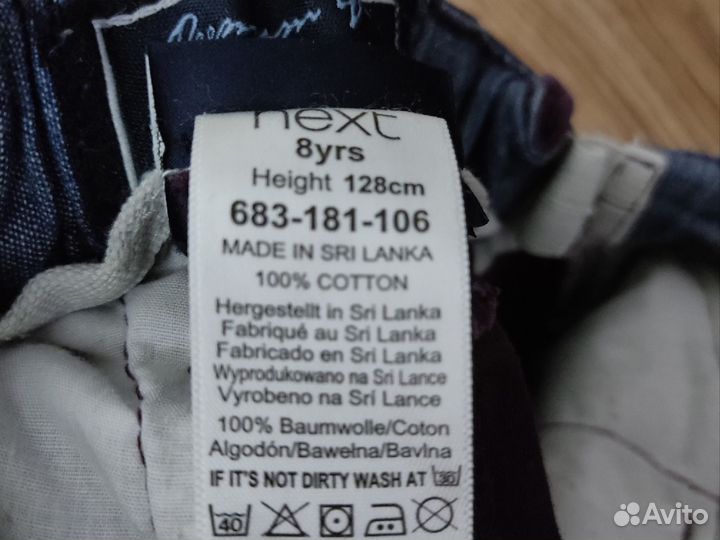 next
8yrs
Height 128cm
683-181-106
MADE IN SRI LANKA
100% COTTON
Hergestellt in Sri Lanka
Fabriqué au Sri Lanka
Fabricado en Sri Lanka
Wyprodukowano na Sri Lance
Vyrobeno na Srí Lance
100% Baumwolle/Coton
Algodón/Bawełna/Bavlna
IF IT'S NOT DIRTY WASH AT 30
40
Avito